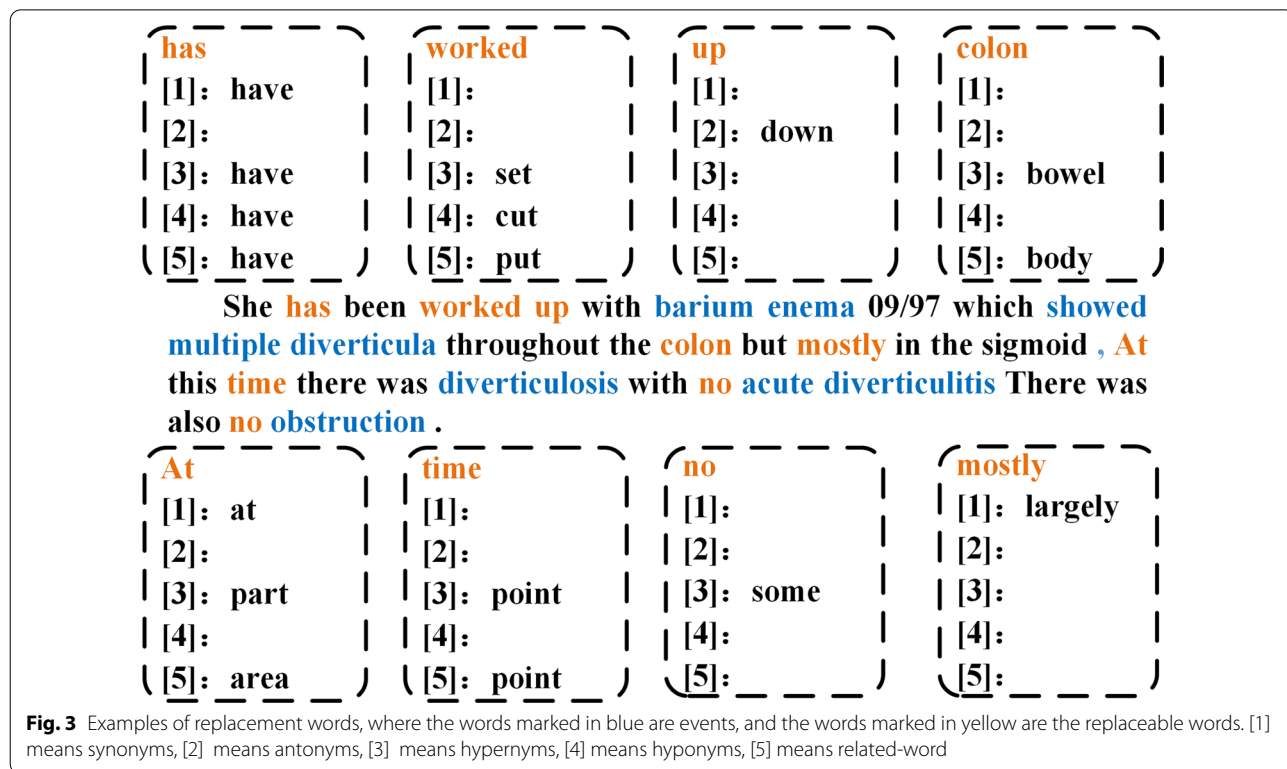 has
[1]: have
[2]:
[3]: have
[4]: have
[5]: have
worked
[1]:
[2]:
[3]: set
[4]: cut
[5]: put
up
[1]:
[2]: down
[3]:
[4]:
[5]:
colon
[1]:
[2]:
[3]: bowel
[4]:
[5]: body
She has been worked up with barium enema 09/97 which showed
multiple diverticula throughout the colon but mostly in the sigmoid , At
this time there was diverticulosis with no acute diverticulitis There was
also no obstruction .
At
[1]: at
[2]:
[3]: part
[4]:
[5]: area
time
[1]:
[2]:
[3]: point
[4]:
[5]: point
no
[1]:
[2]:
[3]: some
[4]:
[5]:
mostly
[1]: largely
[2]:
[3]:
[4]:
[5]:
Fig. 3 Examples of replacement words, where the words marked in blue are events, and the words marked in yellow are the replaceable words. [1]
means synonyms, [2] means antonyms, [3] means hypernyms, [4] means hyponyms, [5] means related-word